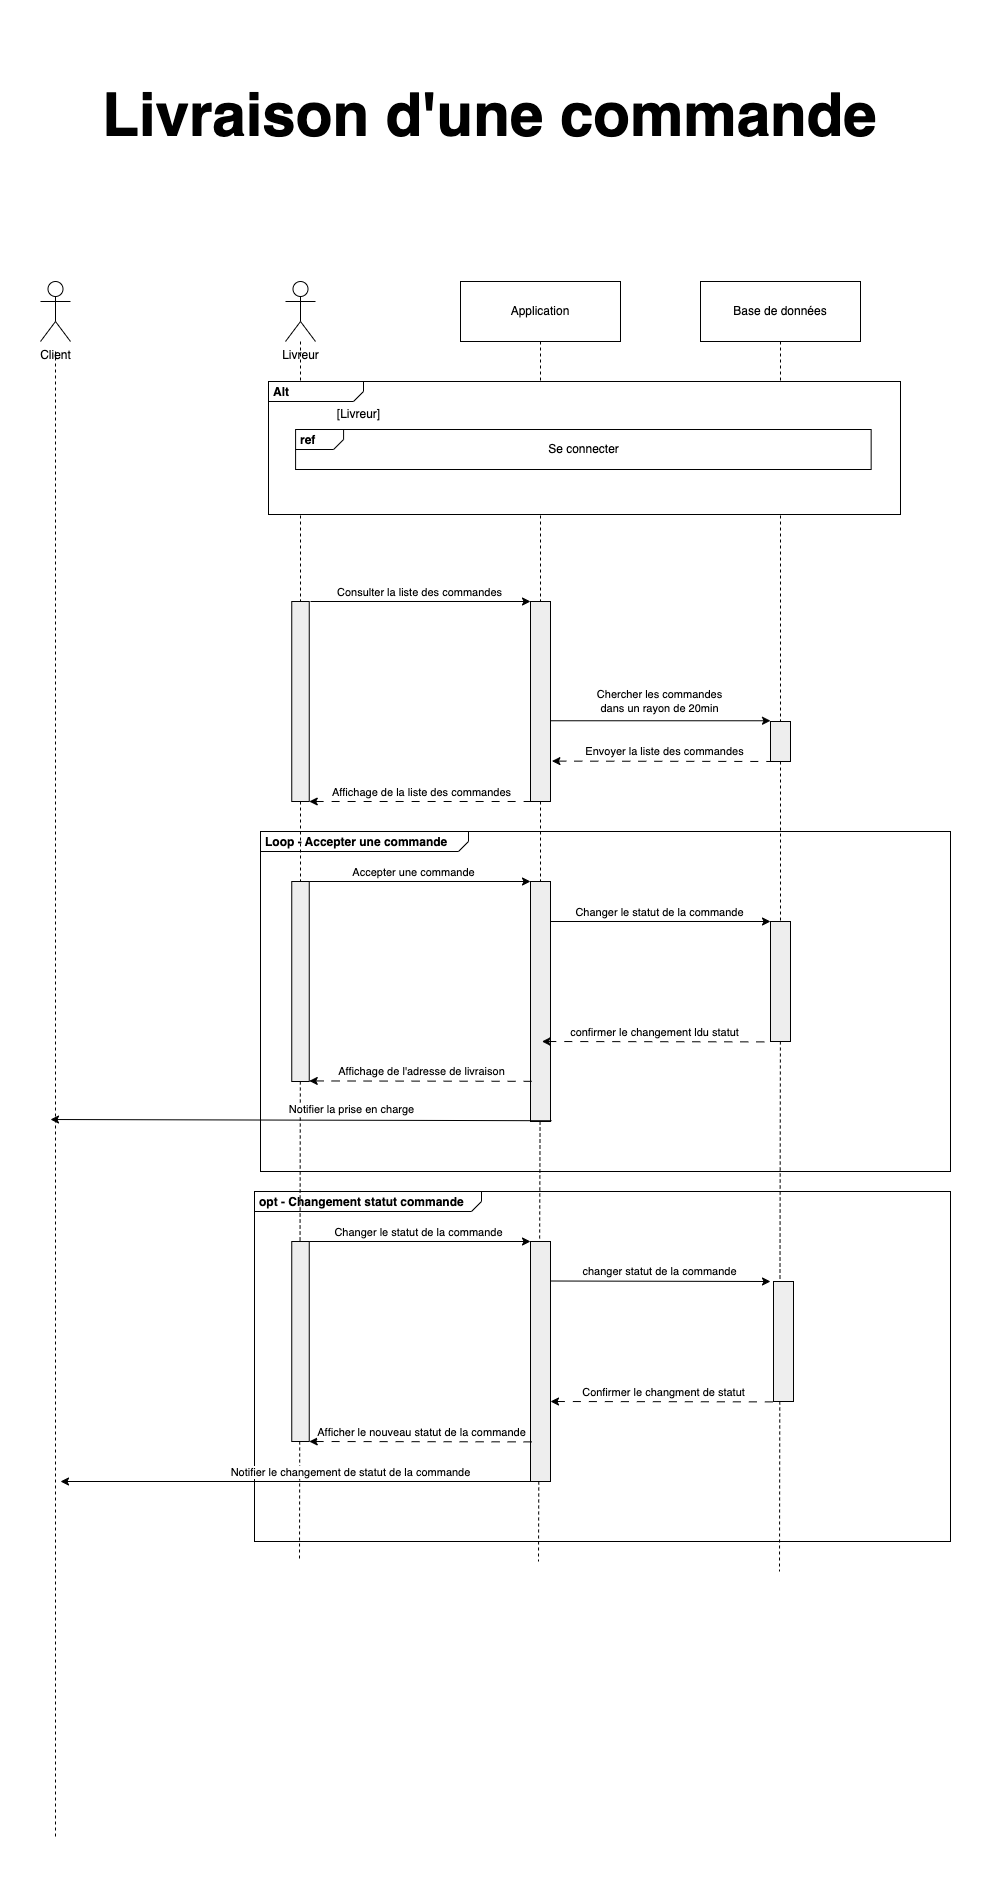 Livraison d'une commande
Client
Livreur
Application
Base de données
Alt
[Livreur]
ref
Se connecter
Consulter la liste des commandes
Chercher les commandes
dans un rayon de 20min
Envoyer la liste des commandes
Affichage de la liste des commandes
Loop - Accepter une commande
Accepter une commande
Changer le statut de la commande
confirmer le changement ldu statut
Affichage de l'adresse de livraison
Notifier la prise en charge
opt - Changement statut commande
Changer le statut de la commande
changer statut de la commande
Confirmer le changment de statut
Afficher le nouveau statut de la commande
Notifier le changement de statut de la commande